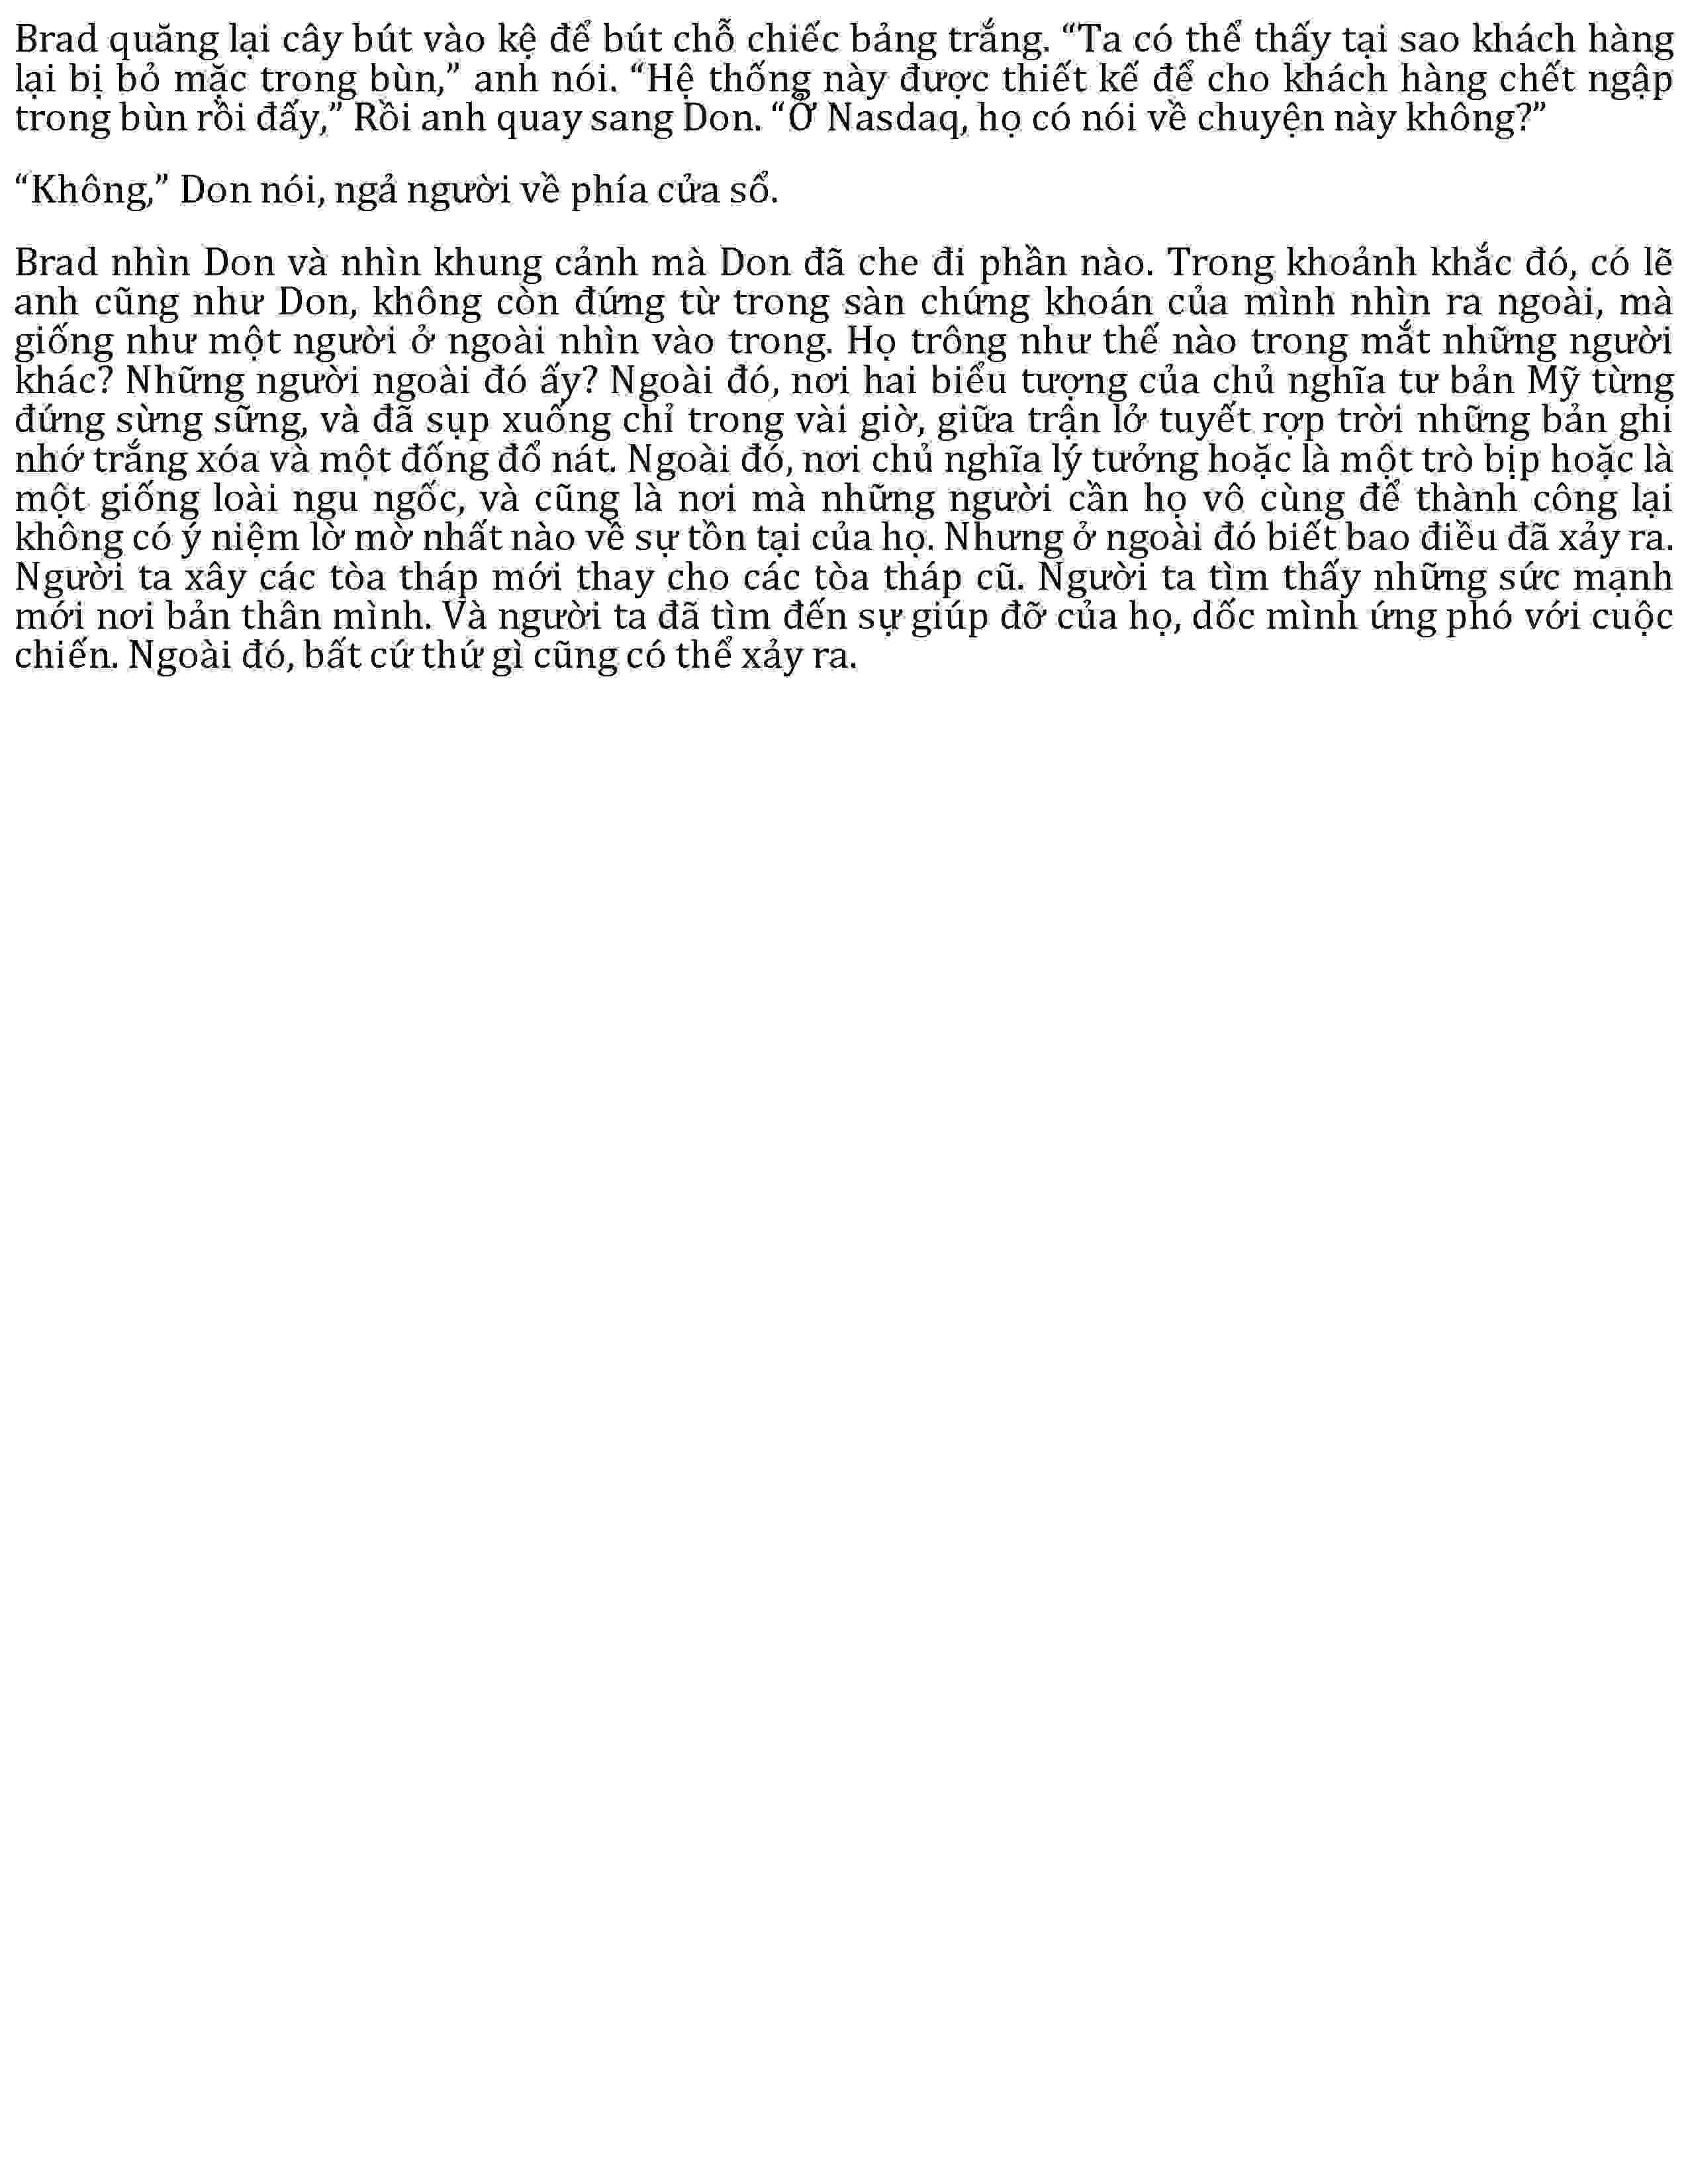 Brad quăng lại cây bút vào kệ để bút chỗ chiếc bảng trắng. “Ta có thể thấy tại sao khách hàng
lại bị bỏ mặc trong bùn,” anh nói. “Hệ thống này được thiết kế để cho khách hàng chết ngập
trong bùn rồi đấy,” Rồi anh quay sang Don. “Ở Nasdaq, họ có nói về chuyện này không?”
“Không,” Don nói, ngả người về phía cửa sổ.
Brad nhìn Don và nhìn khung cảnh mà Don đã che đi phần nào. Trong khoảnh khắc đó, có lẽ
anh cũng như Don, không còn đứng từ trong sàn chứng khoán của mình nhìn ra ngoài, mà
giống như một người ở ngoài nhìn vào trong. Họ trông như thế nào trong mắt những người
khác? Những người ngoài đó ấy? Ngoài đó, nơi hai biểu tượng của chủ nghĩa tư bản Mỹ từng
đứng sừng sững, và đã sụp xuống chỉ trong vài giờ, giữa trận lở tuyết rợp trời những bản ghi
nhớ trắng xóa và một đống đổ nát. Ngoài đó, nơi chủ nghĩa lý tưởng hoặc là một trò bịp hoặc là
một giống loài ngu ngốc, và cũng là nơi mà những người cần họ vô cùng để thành công lại
không có ý niệm lờ mờ nhất nào về sự tồn tại của họ. Nhưng ở ngoài đó biết bao điều đã xảy ra.
Người ta xây các tòa tháp mới thay cho các tòa tháp cũ. Người ta tìm thấy những sức mạnh
mới nơi bản thân mình. Và người ta đã tìm đến sự giúp đỡ của họ, dốc mình ứng phó với cuộc
chiến. Ngoài đó, bất cứ thứ gì cũng có thể xảy ra.